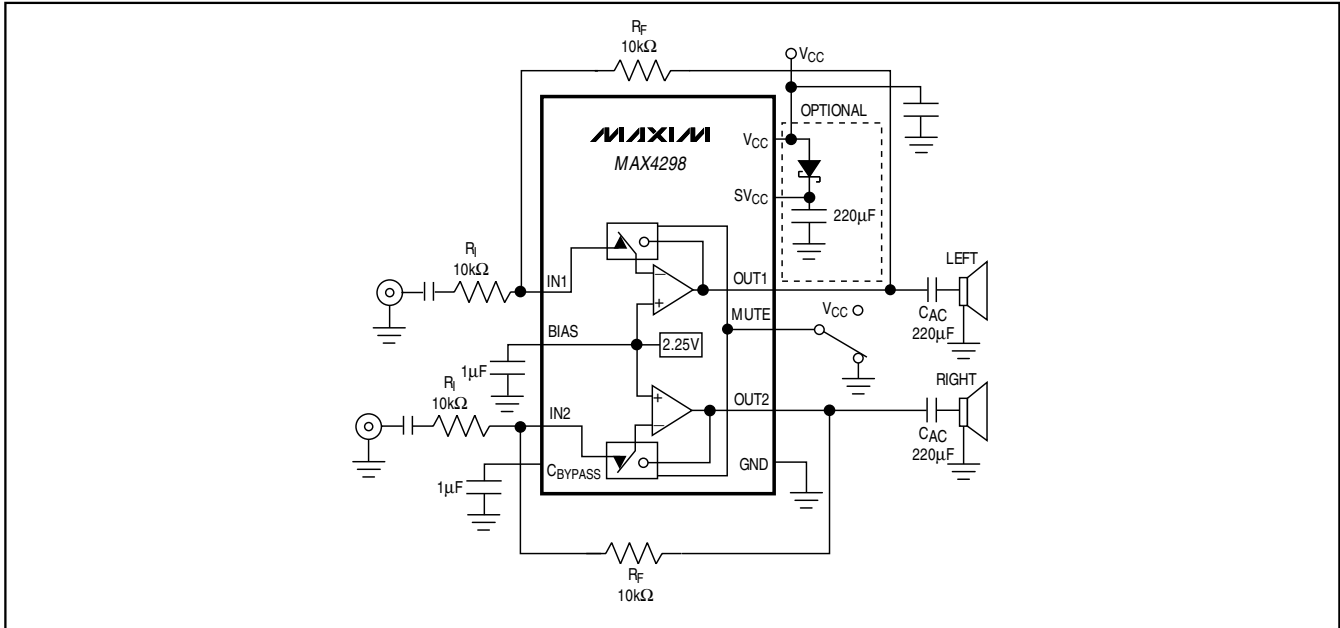 RF
10kΩ
VCC
OPTIONAL
MAXIM
MAX4298
VCC
SVCC
220µF
RI
10kΩ
IN1
OUT1
LEFT
CAC
220µF
MUTE
VCC
BIAS
2.25V
1µF
RI
10kΩ
IN2
OUT2
RIGHT
CAC
220µF
CBYPASS
GND
1µF
RF
10kΩ